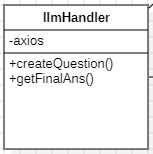 llmHandler
-axios
+createQuestion()
+getFinalAns()